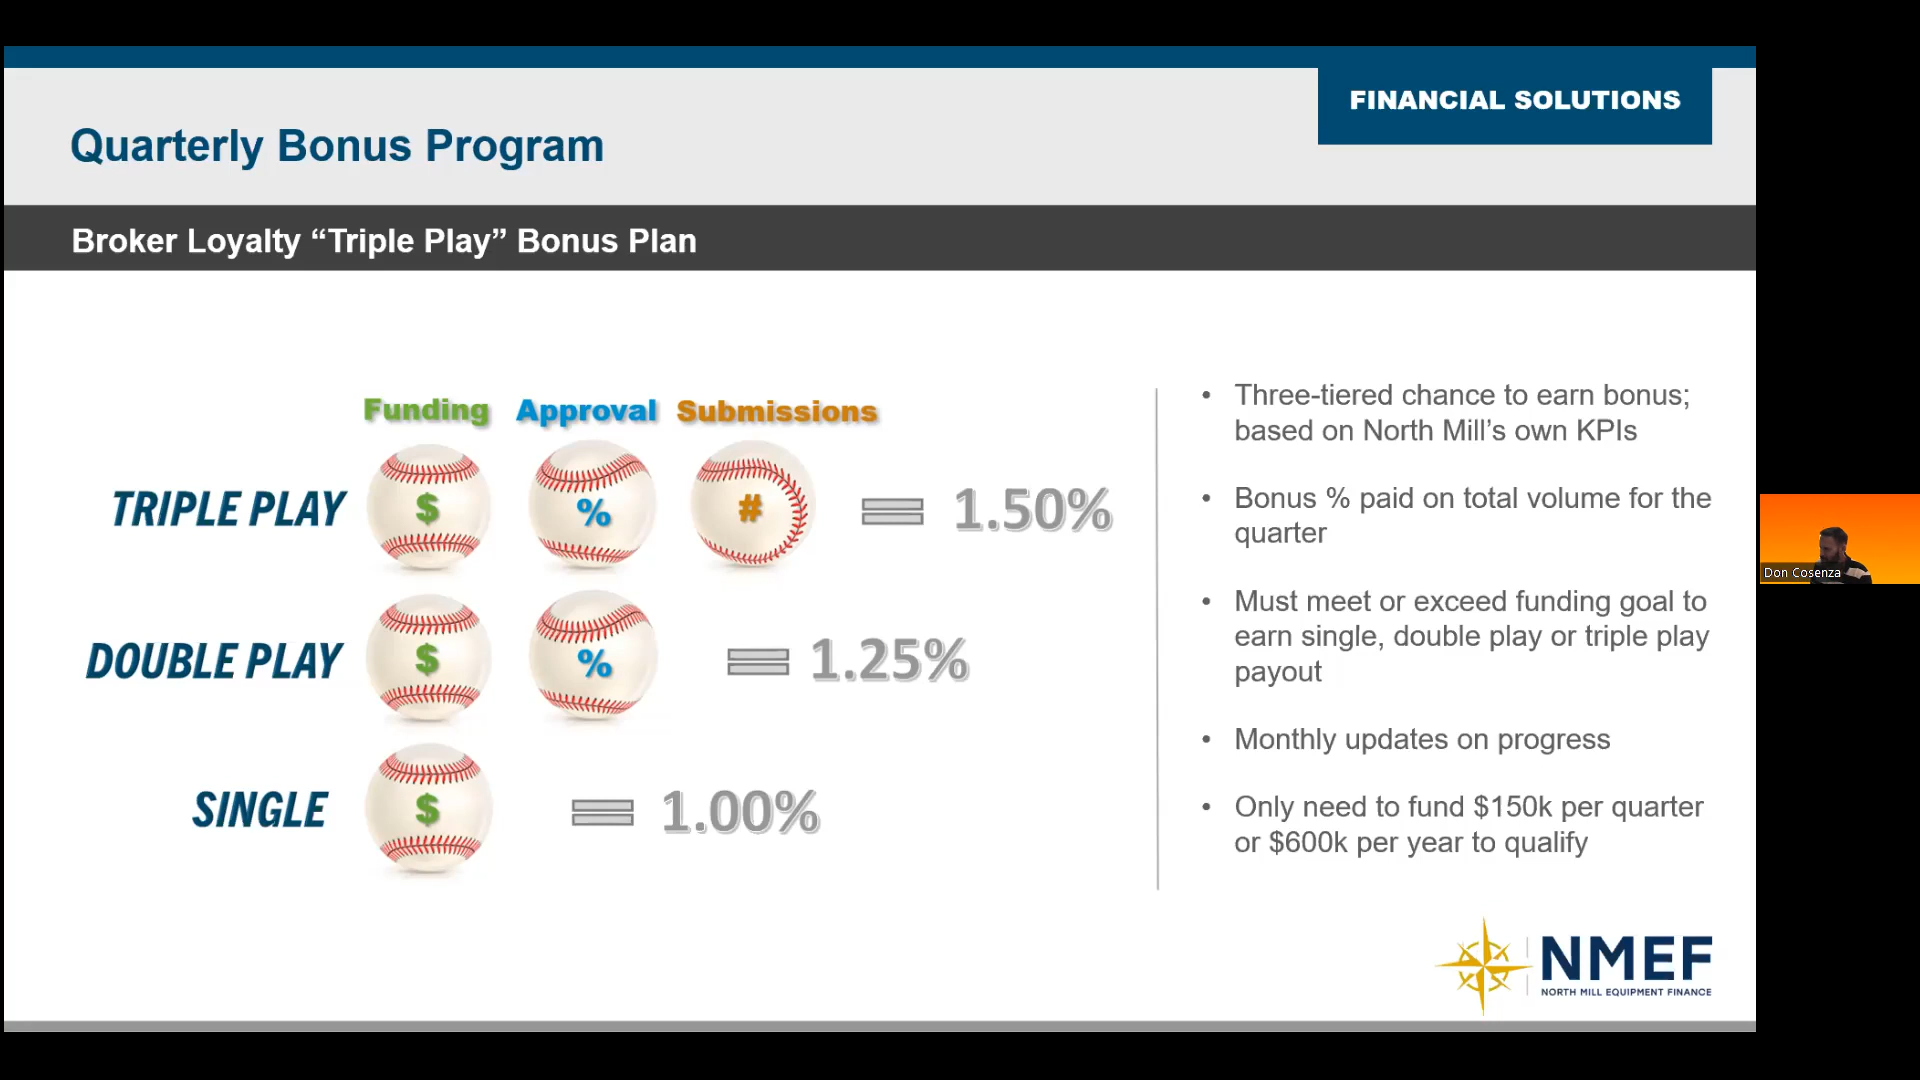 FINANCIAL SOLUTIONS
Quarterly Bonus Program
Broker Loyalty “Triple Play” Bonus Plan
Funding Approval Submissions
TRIPLE PLAY $ % # = 1.50%
DOUBLE PLAY $ % = 1.25%
SINGLE $ = 1.00%
• Three-tiered chance to earn bonus;
based on North Mill’s own KPIs
• Bonus % paid on total volume for the
quarter
• Must meet or exceed funding goal to
earn single, double play or triple play
payout
• Monthly updates on progress
• Only need to fund $150k per quarter
or $600k per year to qualify
NMEF
NORTH MILL EQUIPMENT FINANCE
Don Cosenza